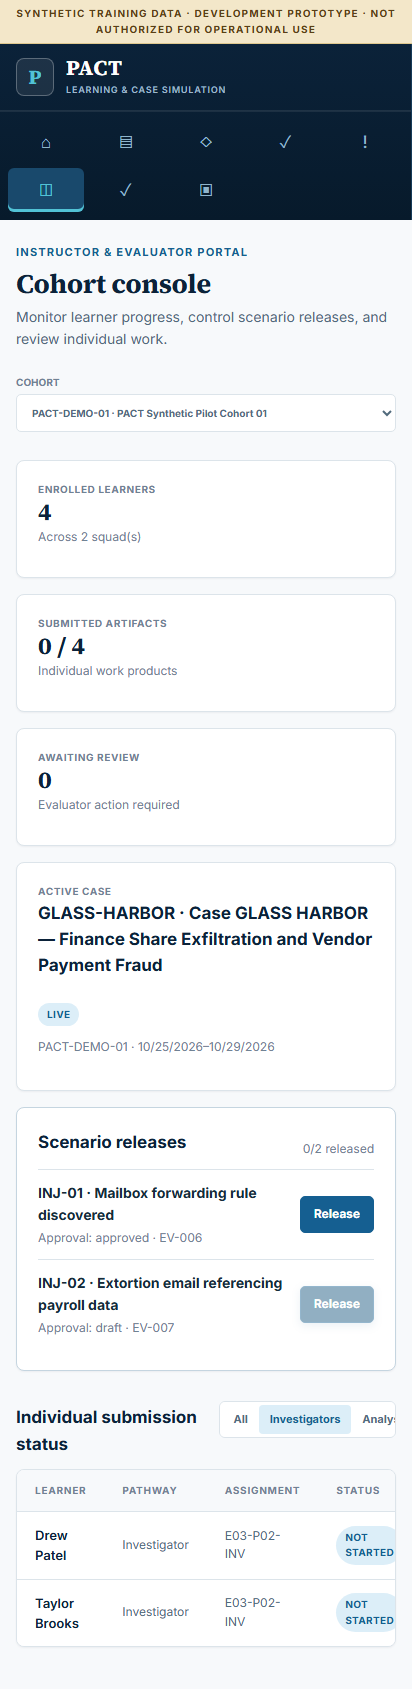 SYNTHETIC TRAINING DATA · DEVELOPMENT PROTOTYPE · NOT
AUTHORIZED FOR OPERATIONAL USE
P
PACT
LEARNING & CASE SIMULATION
INSTRUCTOR & EVALUATOR PORTAL
Cohort console
Monitor learner progress, control scenario releases, and
review individual work.
COHORT
PACT-DEMO-01 · PACT Synthetic Pilot Cohort 01
ENROLLED LEARNERS
4
Across 2 squad(s)
SUBMITTED ARTIFACTS
0 / 4
Individual work products
AWAITING REVIEW
0
Evaluator action required
ACTIVE CASE
GLASS-HARBOR · Case GLASS HARBOR
— Finance Share Exfiltration and Vendor
Payment Fraud
LIVE
PACT-DEMO-01 · 10/25/2026–10/29/2026
Scenario releases
0/2 released
INJ-01 · Mailbox forwarding rule
discovered
Approval: approved · EV-006
Release
INJ-02 · Extortion email referencing
payroll data
Approval: draft · EV-007
Release
Individual submission
status
All Investigators Analys
LEARNER PATHWAY ASSIGNMENT STATUS
Drew
Patel
Investigator
E03-P02-
INV
NOT
STARTED
Taylor
Brooks
Investigator
E03-P02-
INV
NOT
STARTED